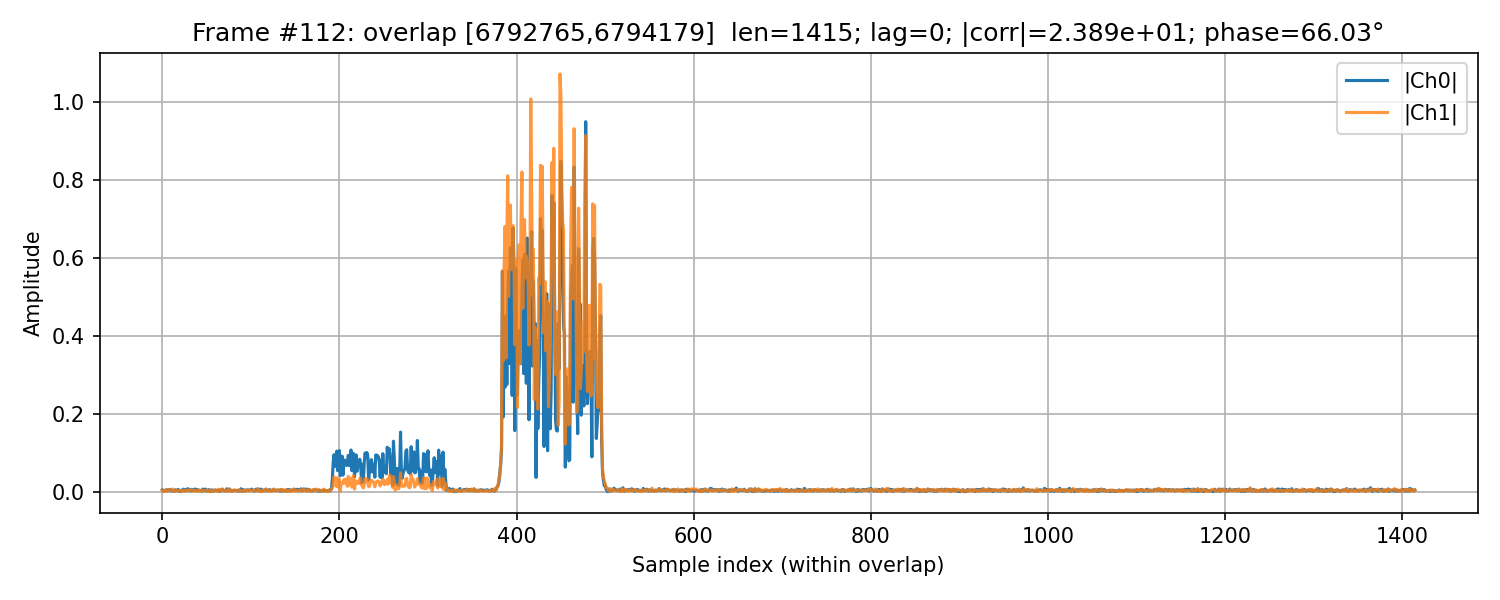 Frame #112: overlap [6792765,6794179]  len=1415; lag=0; |corr|=2.389e+01; phase=66.03°
|Ch0|
|Ch1|
Amplitude
1.0
0.8
0.6
0.4
0.2
0.0
0 200 400 600 800 1000 1200 1400
Sample index (within overlap)